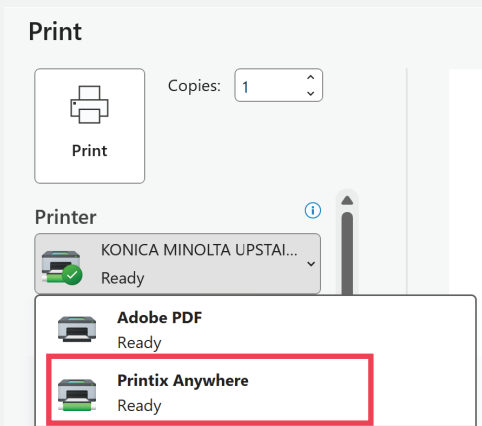 Print
Copies: 1
Print
Printer
KONICA MINOLTA UPSTAI...
Ready
Adobe PDF
Ready
Printix Anywhere
Ready